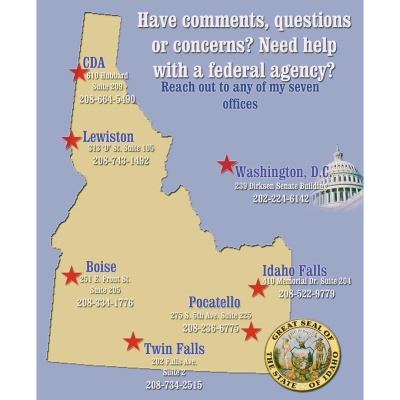 Have comments, questions
or concerns? Need help
with a federal agency?
Reach out to any of my seven
offices
CDA
610 Hubbard
Suite 209
208-664-5490
Lewiston
313 'D' St. Suite 105
208-743-1492
Washington, D.C
239 Dirksen Senate Building
202-224-6142
Boise
251 E. Front St.
Suite 205
208-334-1776
Idaho Falls
410 Memorial Dr. Suite 204
208-522-9779
Pocatello
275 S. 5th Ave. Suite 225
208-236-6775
Twin Falls
202 Falls Ave.
Suite 2
208-734-2515
GREAT SEAL OF
THE STATE OF IDAHO